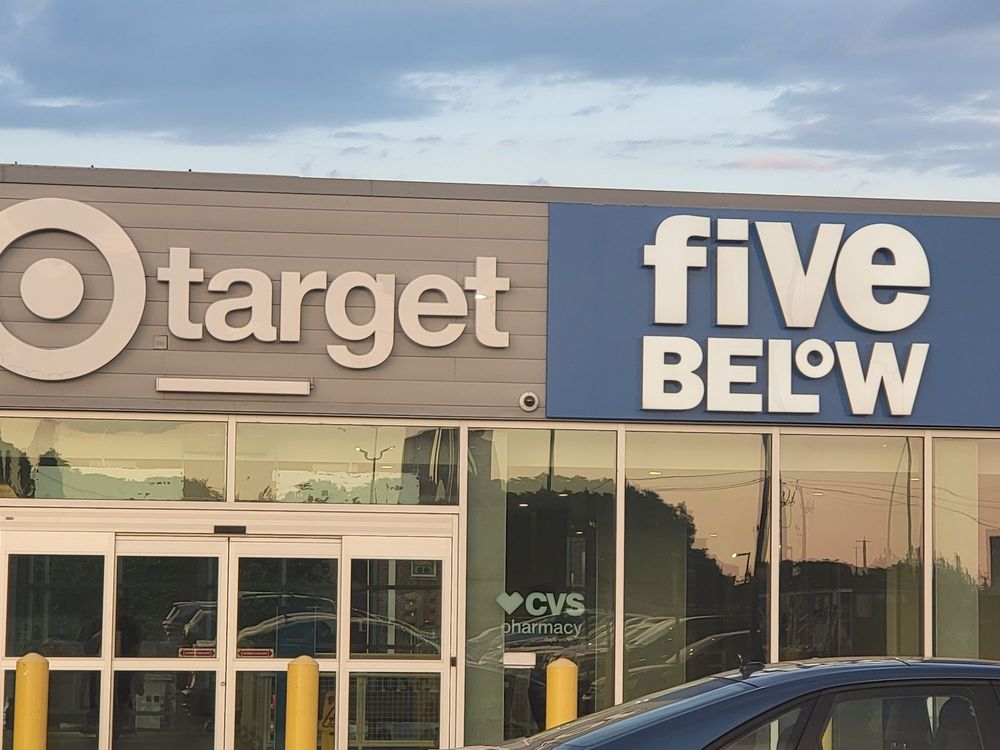 target
five
BELOW
CVS
pharmacy